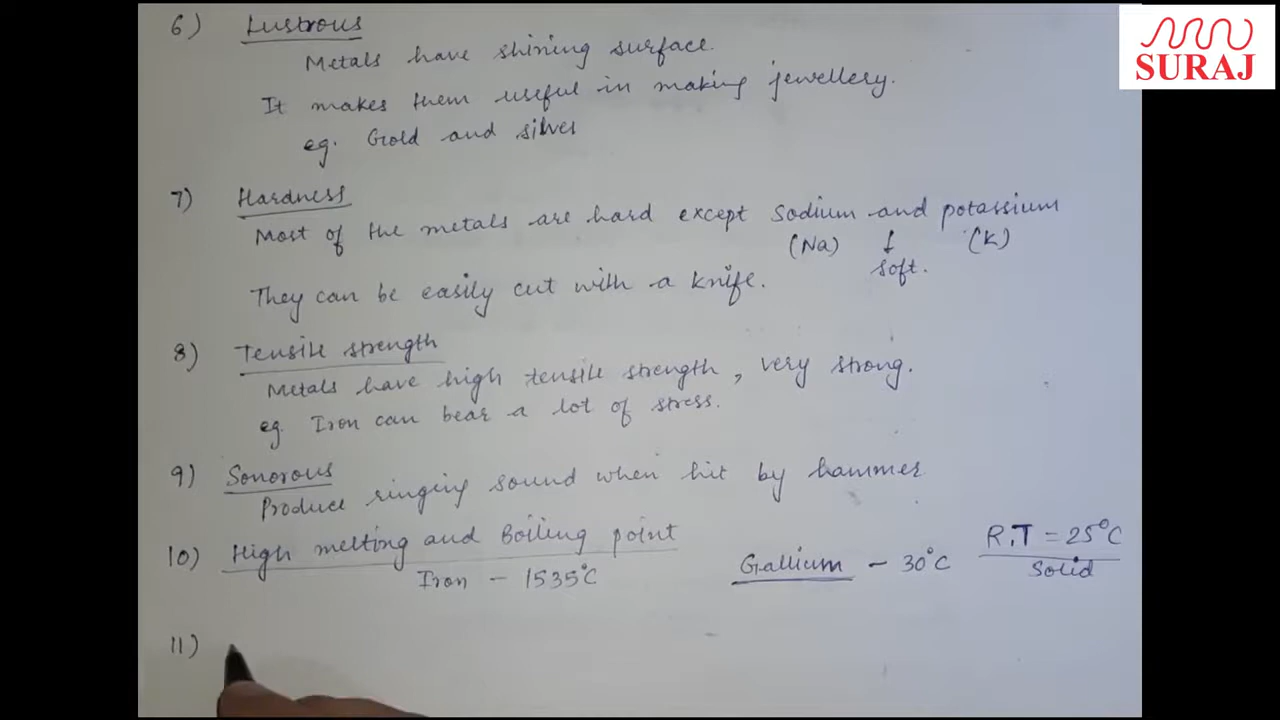 SURAJ
6) Lustrous
Metals have shining surface.
It makes them useful in making jewellery.
eg. Gold and silver
7) Hardness
Most of the metals are hard except sodium and potassium
(Na) ↓ (K)
soft.
They can be easily cut with a knife.
8) Tensile strength
Metals have high tensile strength, very strong.
eg. Iron can bear a lot of stress.
9) Sonorous
Produce ringing sound when hit by hammer
10) High melting and Boiling point
Iron - 1535°C
Gallium - 30°C
R.T = 25°C
Solid
11)